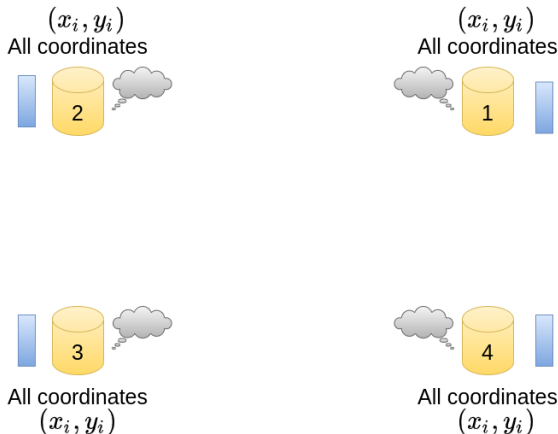 (x_i, y_i) (x_i, y_i)
All coordinates All coordinates
2 1
3 4
All coordinates All coordinates
(x_i, y_i) (x_i, y_i)